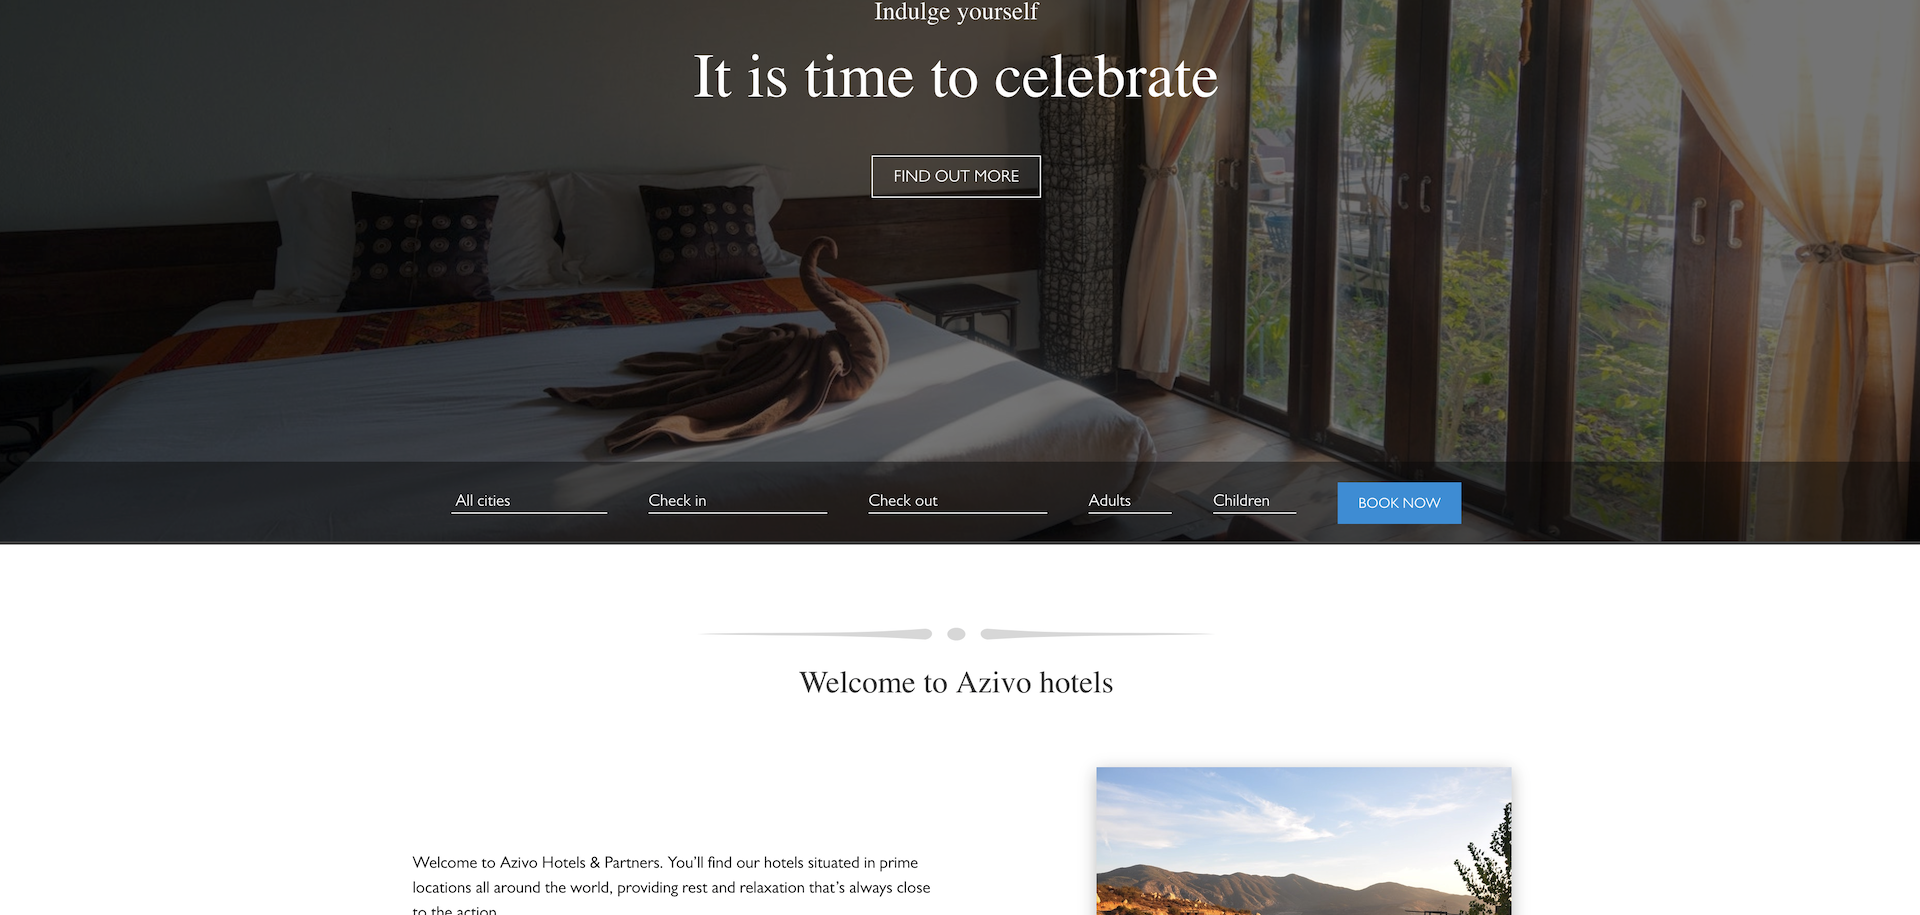 Indulge yourself
It is time to celebrate
FIND OUT MORE
All cities
Check in
Check out
Adults
Children
BOOK NOW
Welcome to Azivo hotels
Welcome to Azivo Hotels & Partners. You’ll find our hotels situated in prime
locations all around the world, providing rest and relaxation that’s always close
to the action.